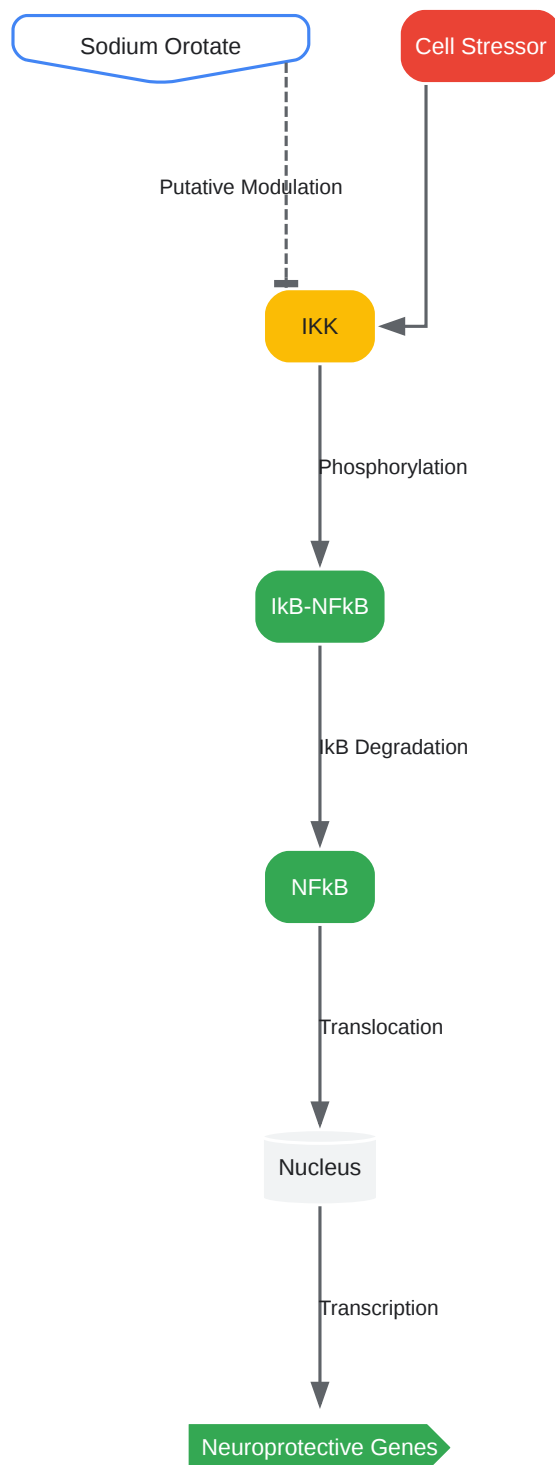 Sodium Orotate
Cell Stressor
Putative Modulation
IKK
Phosphorylation
IkB-NFkB
IkB Degradation
NFkB
Translocation
Nucleus
Transcription
Neuroprotective Genes